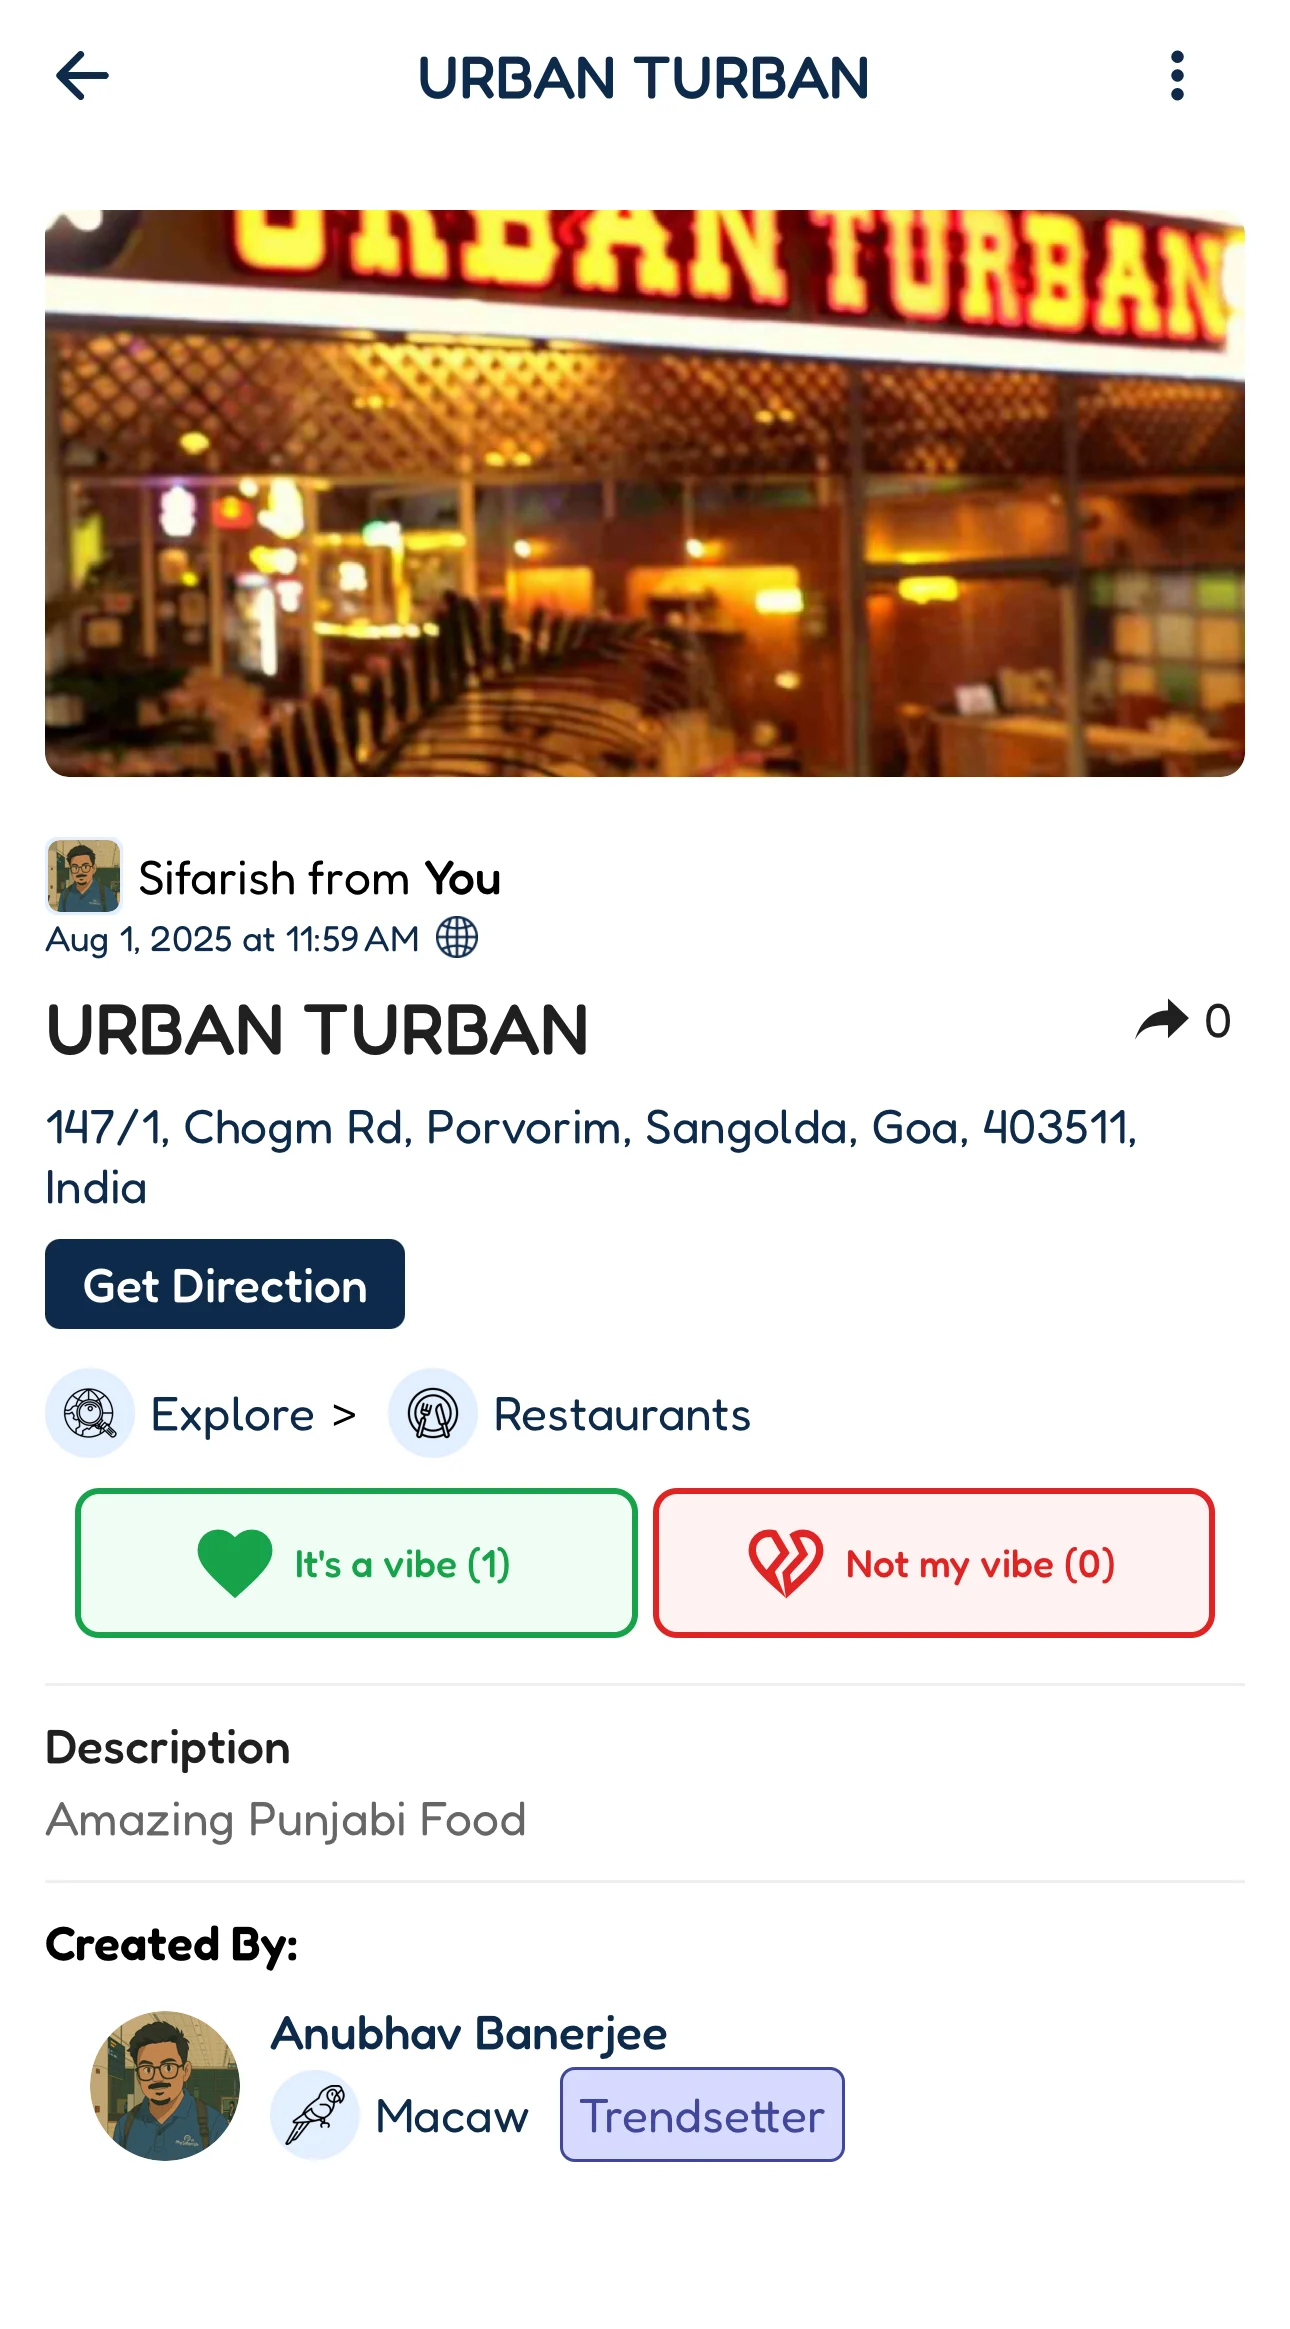 URBAN TURBAN
URBAN TURBAN
Sifarish from You
Aug 1, 2025 at 11:59 AM
URBAN TURBAN
0
147/1, Chogm Rd, Porvorim, Sangolda, Goa, 403511,
India
Get Direction
Explore > Restaurants
It's a vibe (1)
Not my vibe (0)
Description
Amazing Punjabi Food
Created By:
Anubhav Banerjee
Macaw Trendsetter